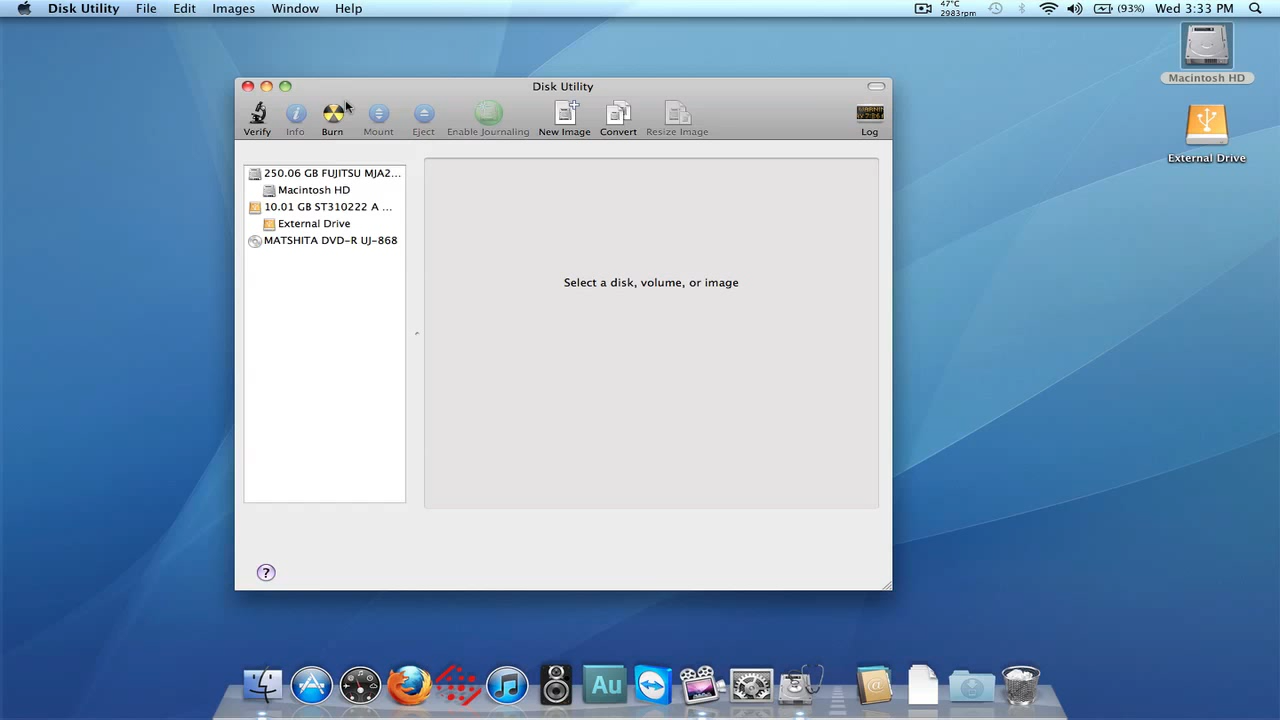 Disk Utility File Edit Images Window Help 47°C 2983rpm (93%) Wed 3:33 PM
Macintosh HD
External Drive
Disk Utility
Verify Info Burn Mount Eject Enable Journaling New Image Convert Resize Image Log
250.06 GB FUJITSU MJA2...
Macintosh HD
10.01 GB ST310222 A ...
External Drive
MATSHITA DVD-R UJ-868
Select a disk, volume, or image
?
Au
@